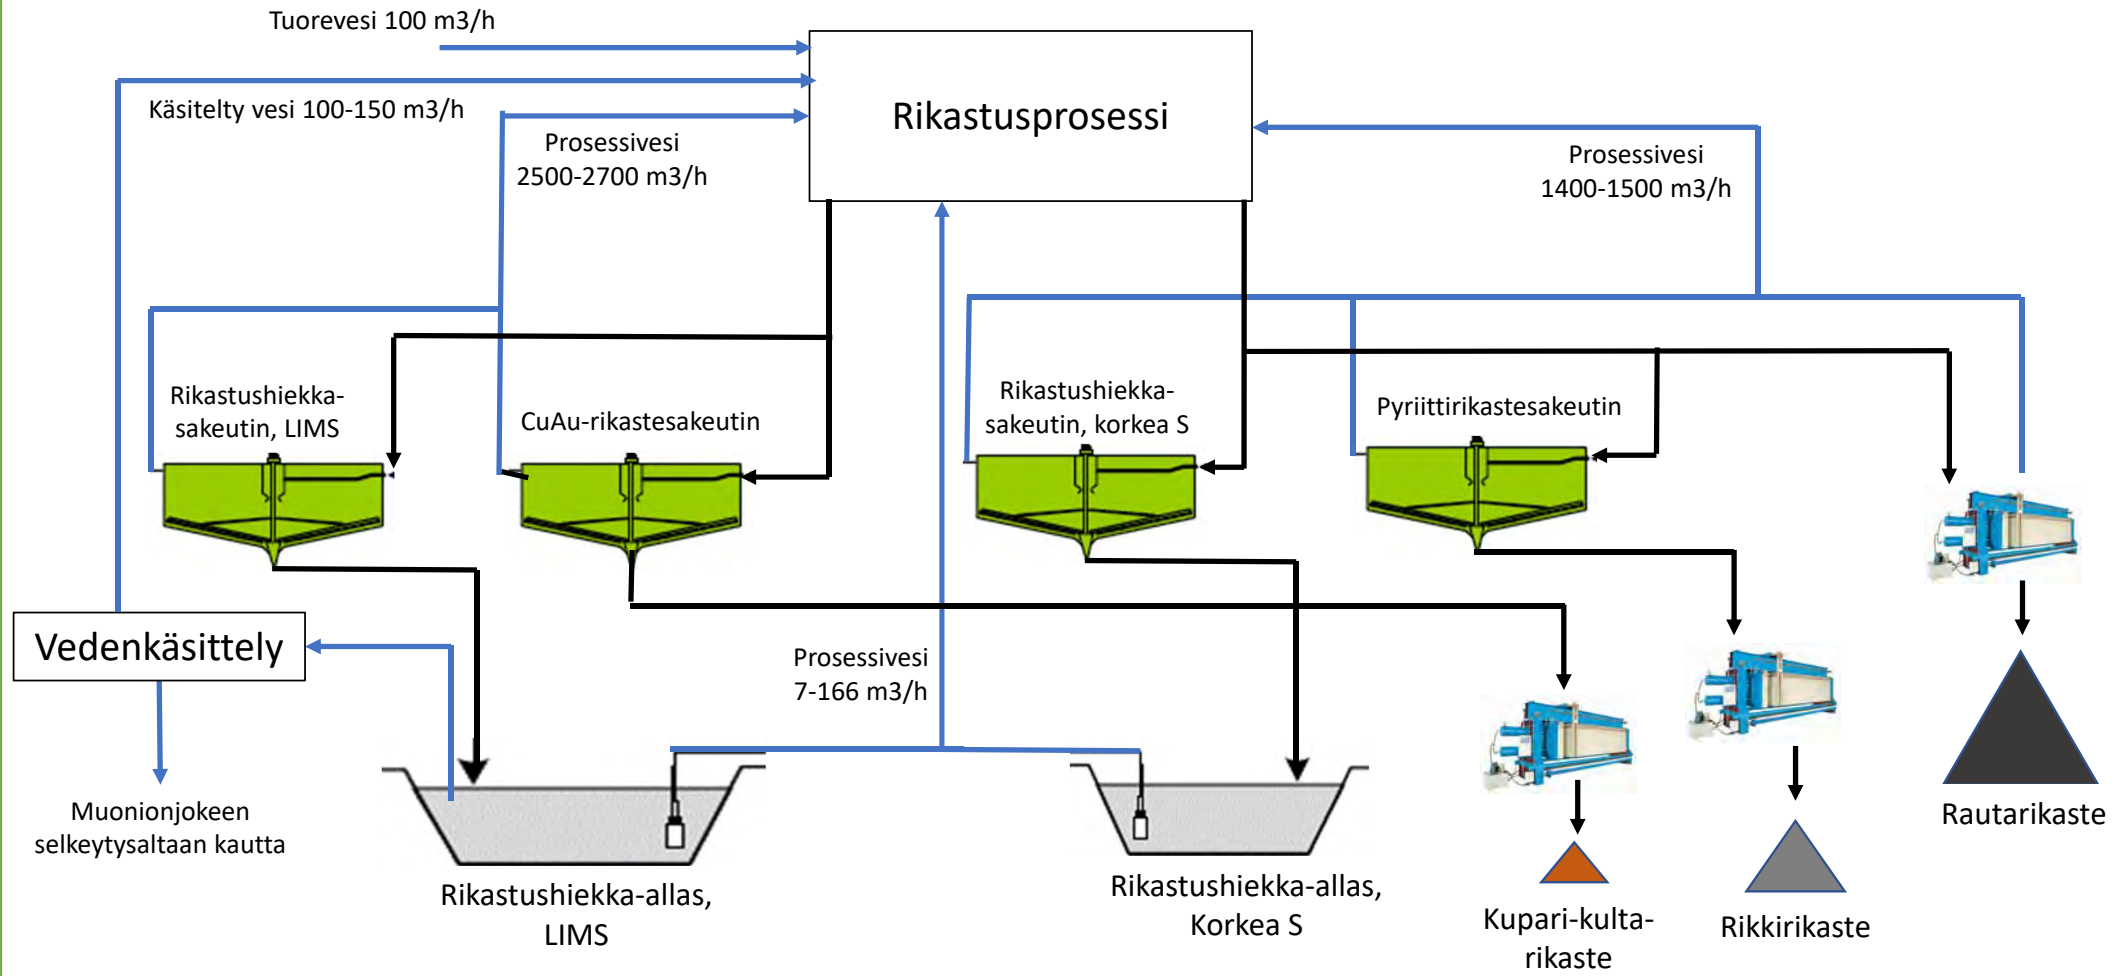 Tuorevesi 100 m3/h
Käsitelty vesi 100-150 m3/h
Prosessivesi
2500-2700 m3/h
Rikastusprosessi
Prosessivesi
1400-1500 m3/h
Rikastushiekka-
sakeutin, LIMS
CuAu-rikastesakeutin
Rikastushiekka-
sakeutin, korkea S
Pyriittirikastesakeutin
Vedenkäsittely
Prosessivesi
7-166 m3/h
Muonionjokeen
selkeytysaltaan kautta
Rikastushiekka-allas,
LIMS
Rikastushiekka-allas,
Korkea S
Kupari-kulta-
rikaste
Rikkirikaste
Rautarikaste